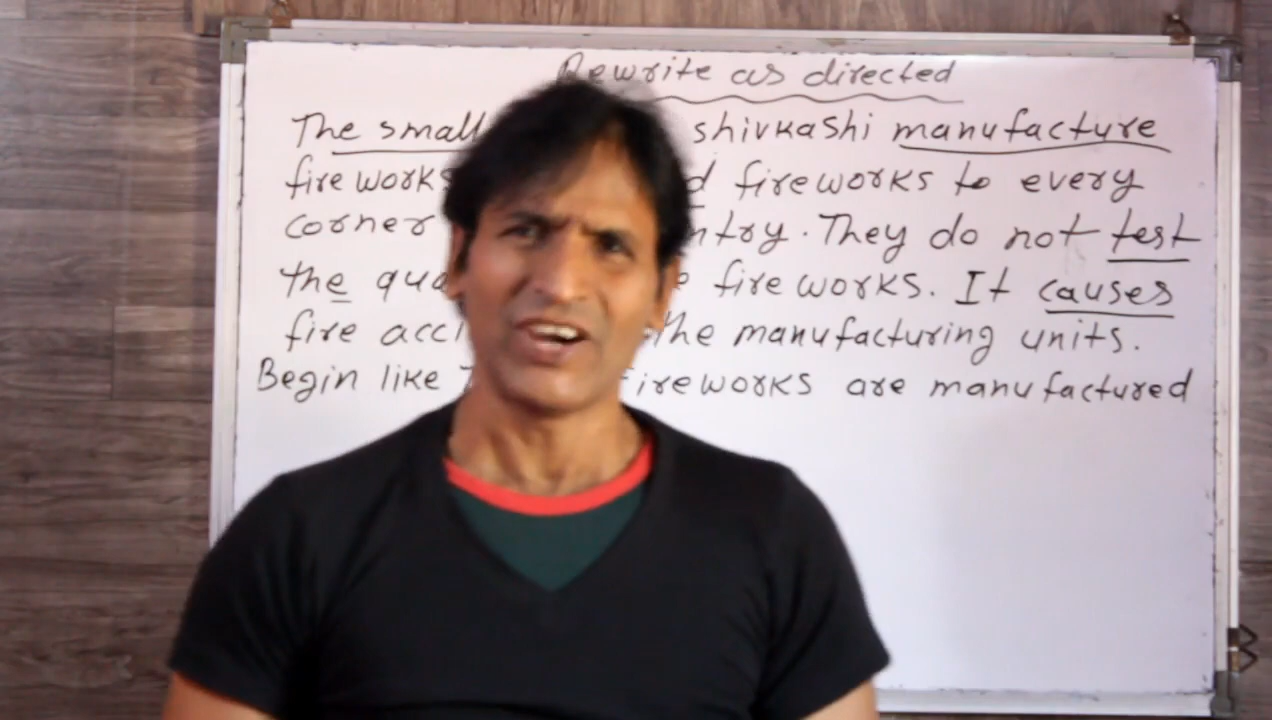 Rewrite as directed
The small shivkashi manufacture
fireworks fireworks to every
corner They do not test
the fireworks. It causes
fire the manufacturing units.
Begin like fireworks are manufactured